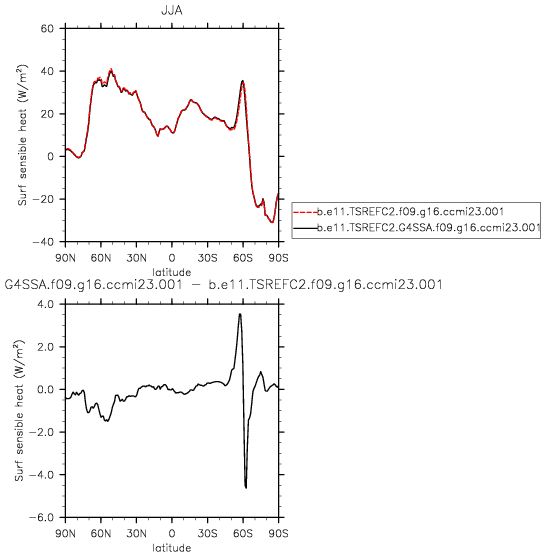 JJA
Surf sensible heat (W/m²)
60
40
20
0
−20
−40
90N 60N 30N 0 30S 60S 90S
latitude
b.e11.TSREFC2.f09.g16.ccmi23.001
b.e11.TSREFC2.G4SSA.f09.g16.ccmi23.001
G4SSA.f09.g16.ccmi23.001 − b.e11.TSREFC2.f09.g16.ccmi23.001
Surf sensible heat (W/m²)
4.0
2.0
0.0
−2.0
−4.0
−6.0
90N 60N 30N 0 30S 60S 90S
latitude